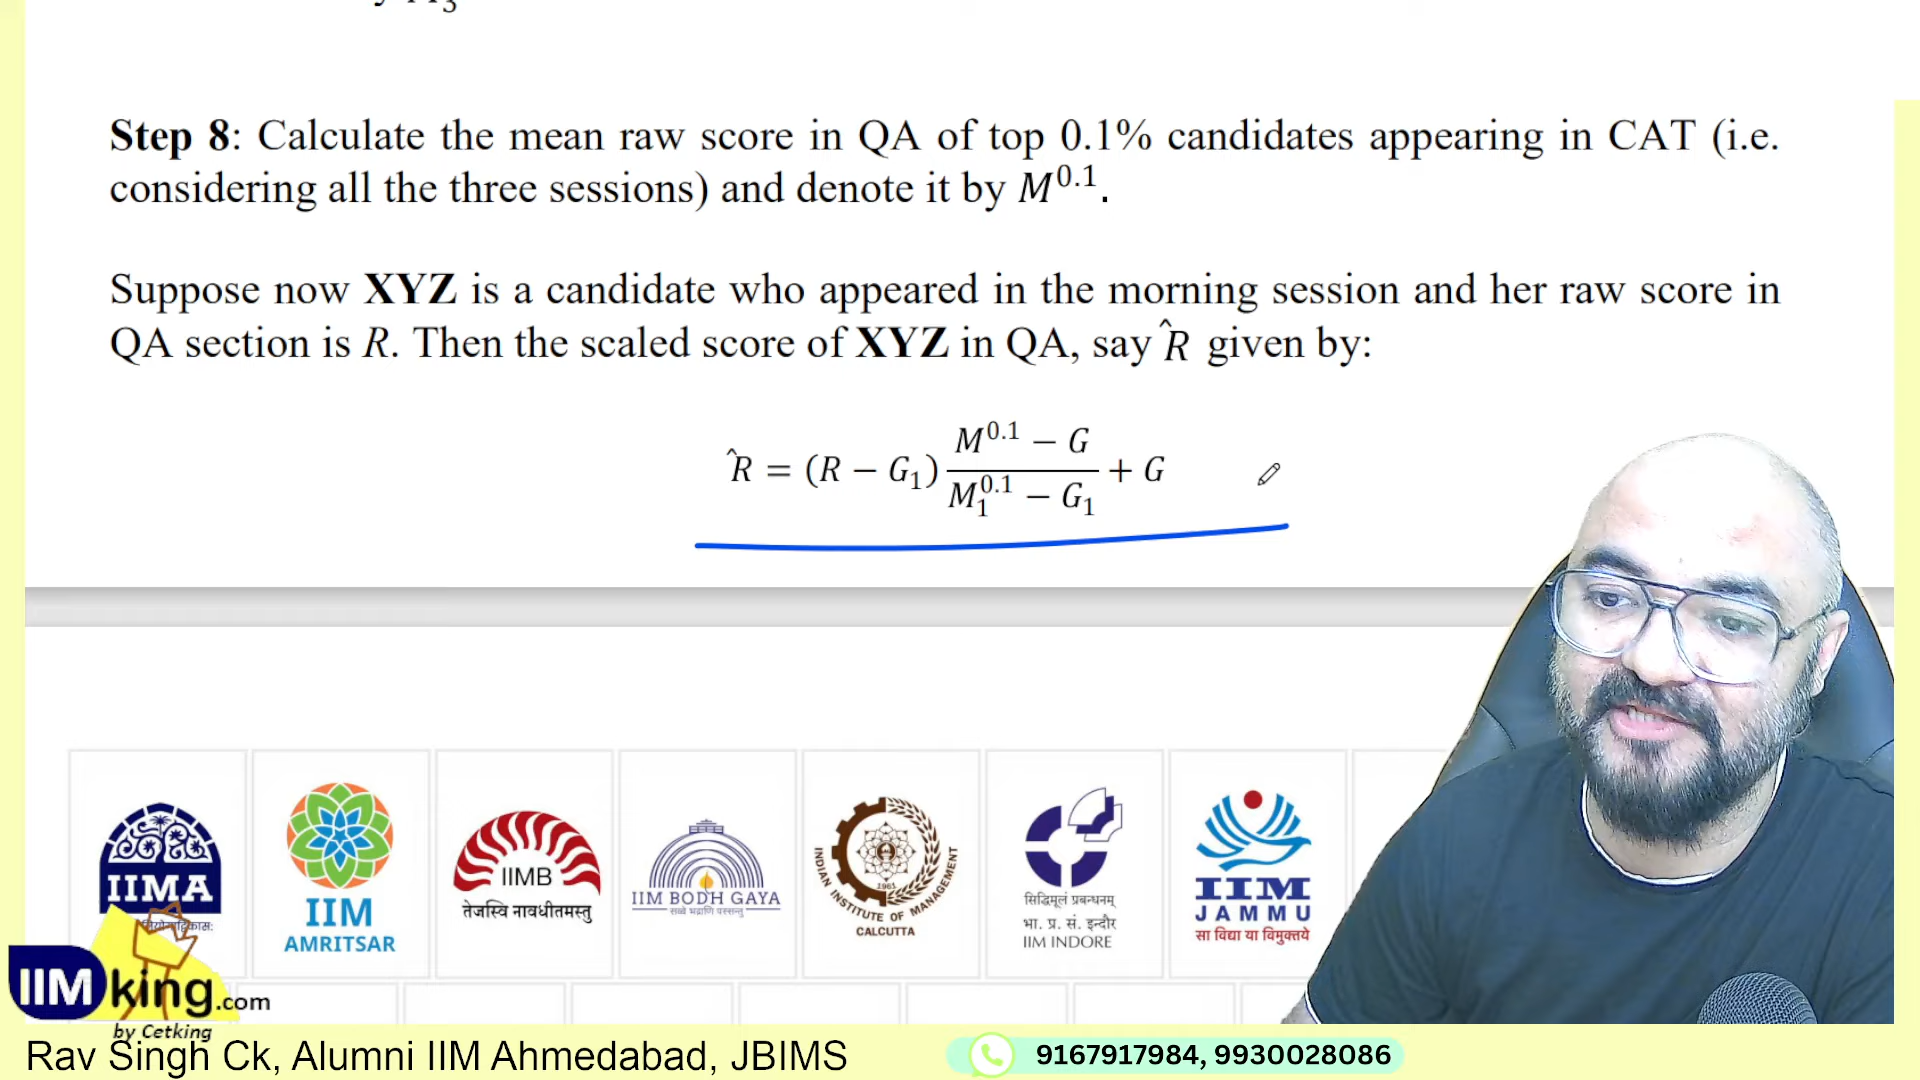 Step 8: Calculate the mean raw score in QA of top 0.1% candidates appearing in CAT (i.e.
considering all the three sessions) and denote it by M^0.1.
Suppose now XYZ is a candidate who appeared in the morning session and her raw score in
QA section is R. Then the scaled score of XYZ in QA, say R̂ given by:
R̂ = (R − G₁) (M^0.1 − G)/(M₁^0.1 − G₁) + G
IIMA
IIM
AMRITSAR
IIMB
तेजस्वि नावधीतमस्तु
IIM BODH GAYA
INDIAN INSTITUTE OF MANAGEMENT
CALCUTTA
सिद्धिमूलं प्रबन्धनम्
भा. प्र. सं. इन्दौर
IIM INDORE
IIM
JAMMU
सा विद्या या विमुक्तये
IIMking.com
by Cetking
Rav Singh Ck, Alumni IIM Ahmedabad, JBIMS
9167917984, 9930028086